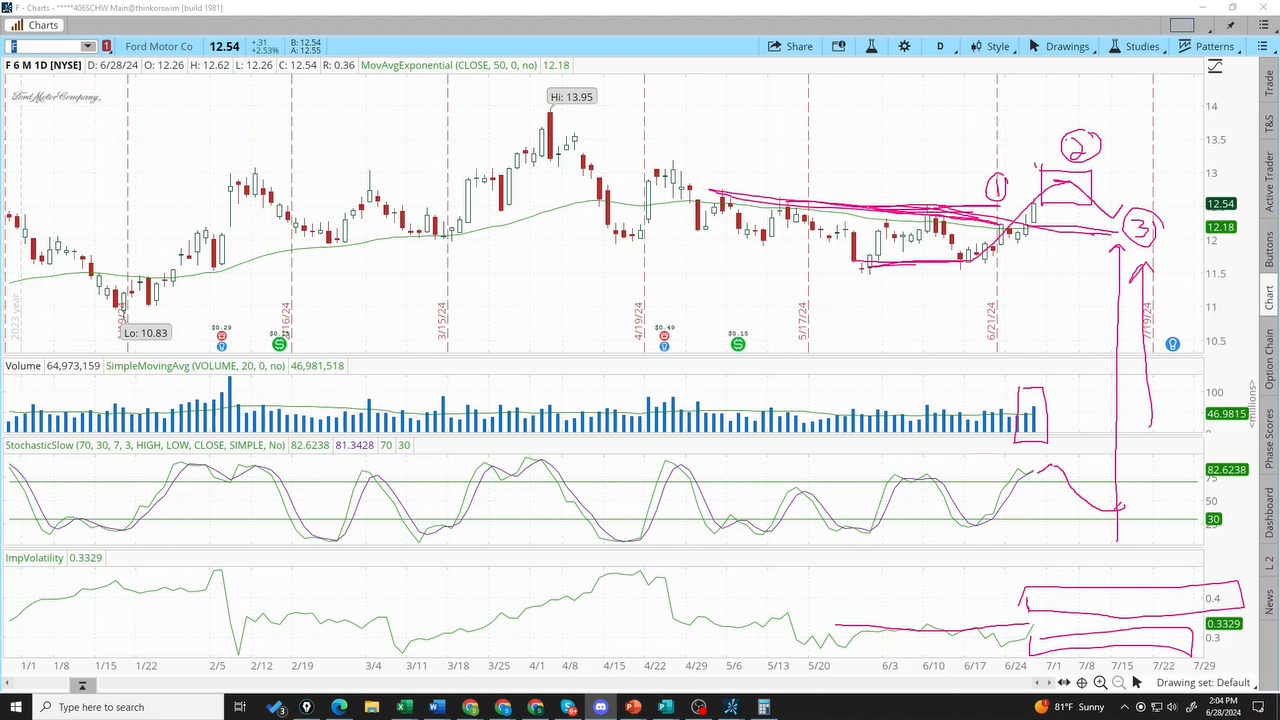 F - Charts - *****406SCHW Main@thinkorswim [build 1981]
Charts
F 1 Ford Motor Co 12.54 +.31 +2.53% B: 12.54 A: 12.55 Share D Style Drawings Studies Patterns
F 6 M 1D [NYSE] D: 6/28/24 O: 12.26 H: 12.62 L: 12.26 C: 12.54 R: 0.36 MovAvgExponential (CLOSE, 50, 0, no) 12.18
Ford Motor Company,
Hi: 13.95
14
13.5
13
12.54
12.18
12
11.5
11
10.5
1 2 3
2023 year
Lo: 10.83
3/15/24 4/19/24 5/17/24 6/21/24
$0.29 $0.49 $0.15
Volume 64,973,159 SimpleMovingAvg (VOLUME, 20, 0, no) 46,981,518
100
46.9815
<millions>
StochasticSlow (70, 30, 7, 3, HIGH, LOW, CLOSE, SIMPLE, No) 82.6238 81.3428 70 30
82.6238
75
50
30
ImpVolatility 0.3329
0.4
0.3329
0.3
1/1 1/8 1/15 1/22 2/5 2/12 2/19 3/4 3/11 3/18 3/25 4/1 4/8 4/15 4/22 4/29 5/6 5/13 5/20 6/3 6/10 6/17 6/24 7/1 7/8 7/15 7/22 7/29
Drawing set: Default
Trade
T&S
Active Trader
Buttons
Chart
Option Chain
Phase Scores
Dashboard
L 2
News
Type here to search
3
81°F Sunny
2:04 PM
6/28/2024